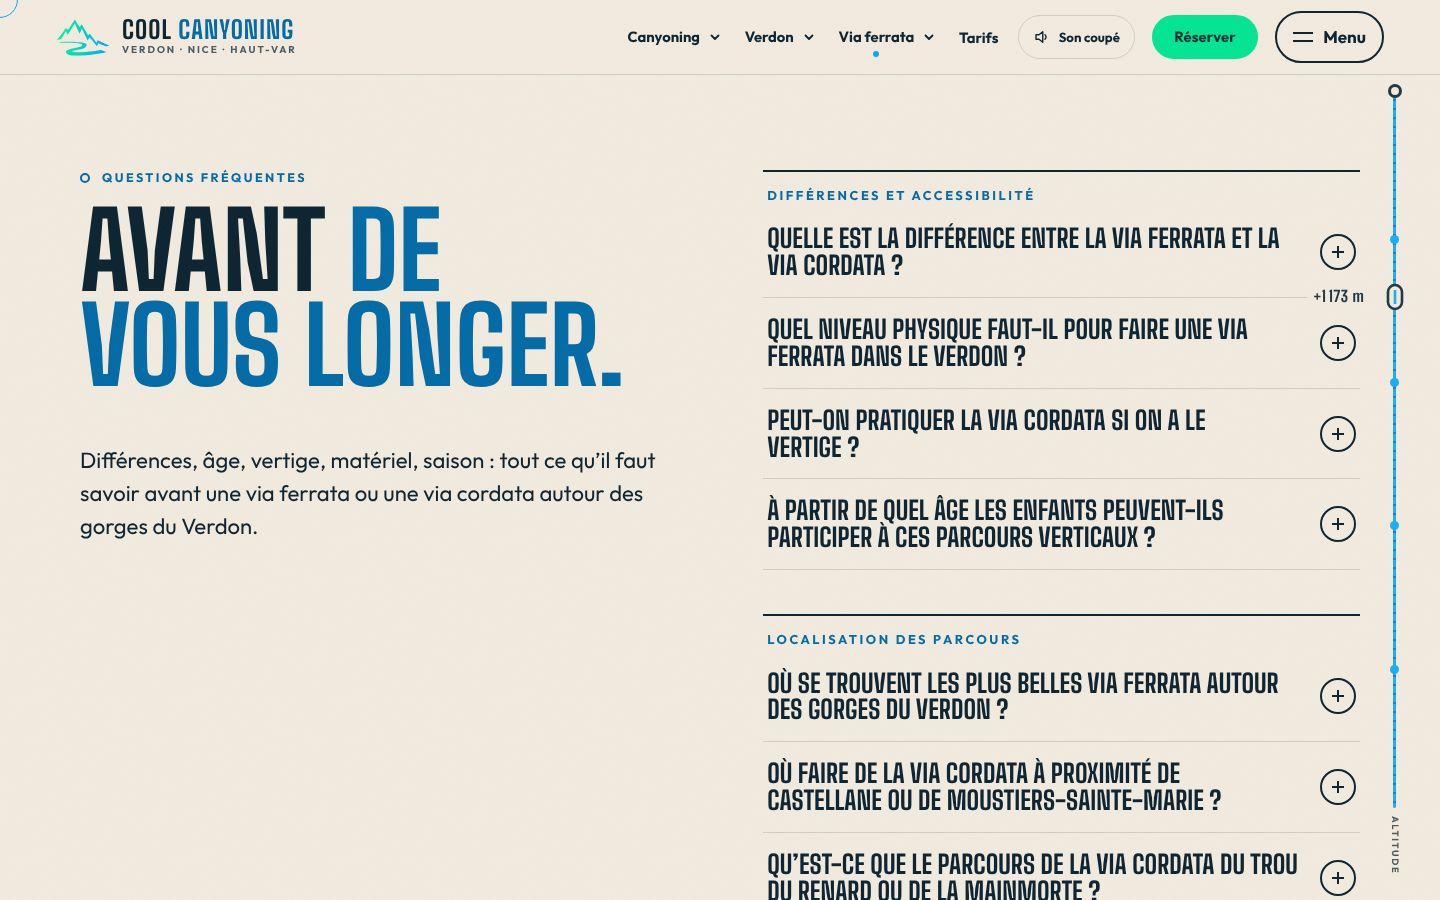 COOL CANYONING
VERDON · NICE · HAUT-VAR
Canyoning
Verdon
Via ferrata
Tarifs
Son coupé
Réserver
Menu
QUESTIONS FRÉQUENTES
AVANT DE
VOUS LONGER.
Différences, âge, vertige, matériel, saison : tout ce qu’il faut
savoir avant une via ferrata ou une via cordata autour des
gorges du Verdon.
DIFFÉRENCES ET ACCESSIBILITÉ
QUELLE EST LA DIFFÉRENCE ENTRE LA VIA FERRATA ET LA
VIA CORDATA ?
+1 173 m
QUEL NIVEAU PHYSIQUE FAUT-IL POUR FAIRE UNE VIA
FERRATA DANS LE VERDON ?
PEUT-ON PRATIQUER LA VIA CORDATA SI ON A LE
VERTIGE ?
À PARTIR DE QUEL ÂGE LES ENFANTS PEUVENT-ILS
PARTICIPER À CES PARCOURS VERTICAUX ?
LOCALISATION DES PARCOURS
OÙ SE TROUVENT LES PLUS BELLES VIA FERRATA AUTOUR
DES GORGES DU VERDON ?
OÙ FAIRE DE LA VIA CORDATA À PROXIMITÉ DE
CASTELLANE OU DE MOUSTIERS-SAINTE-MARIE ?
QU’EST-CE QUE LE PARCOURS DE LA VIA CORDATA DU TROU
DU RENARD OU DE LA MAINMORTE ?
ALTITUDE